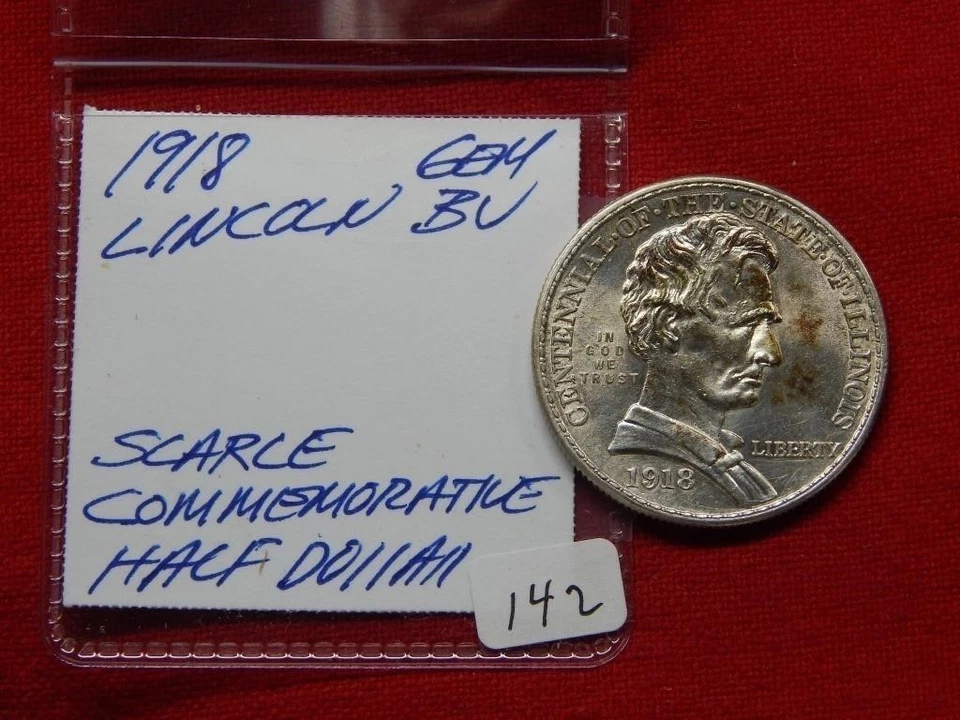 1918 GEM
LINCOLN BU
SCARCE
COMMEMORATIVE
HALF DOLLAR
142
CENTENNIAL·OF·THE·STATE·OF·ILLINOIS
IN
GOD
WE
TRUST
LIBERTY
1918